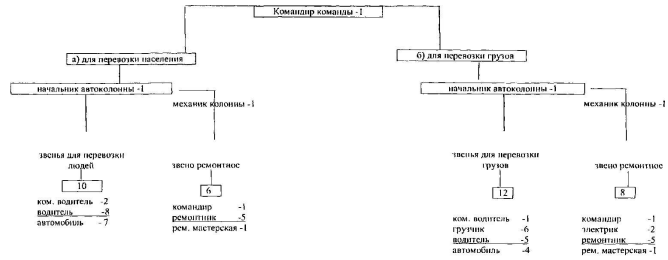 Командир команды -1
а) для перевозки населения
б) для перевозки грузов
начальник автоколонны -1
начальник автоколонны -1
механик колонны -1
механик колонны -1
звенья для перевозки
людей
звено ремонтное
звенья для перевозки
грузов
звено ремонтное
10
6
12
8
ком. водитель -2
водитель -8
автомобиль - 7
командир -1
ремонтник -5
рем. мастерская -1
ком. водитель -1
грузчик -6
водитель -5
автомобиль -4
командир -1
электрик -2
ремонтник -5
рем. мастерская -1